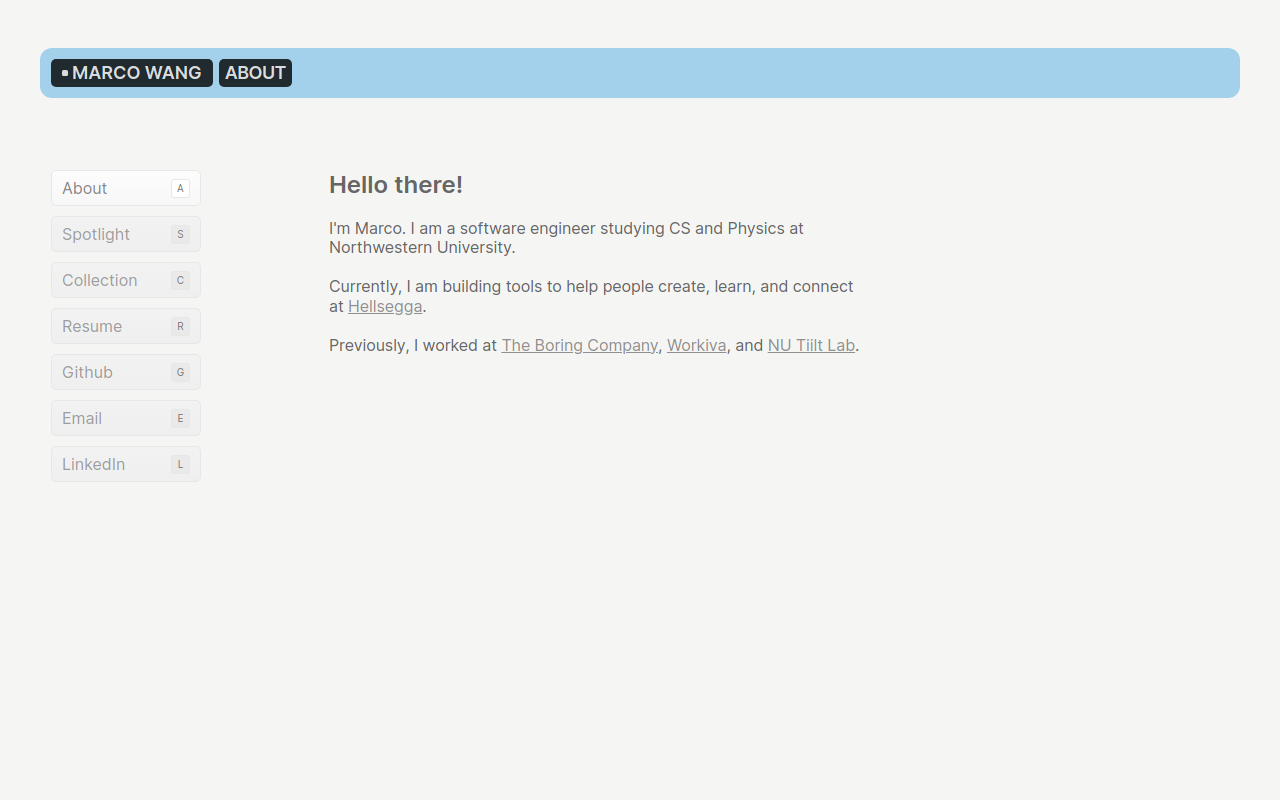 MARCO WANG ABOUT
About A
Spotlight S
Collection C
Resume R
Github G
Email E
LinkedIn L
Hello there!
I'm Marco. I am a software engineer studying CS and Physics at
Northwestern University.
Currently, I am building tools to help people create, learn, and connect
at Hellsegga.
Previously, I worked at The Boring Company, Workiva, and NU Tiilt Lab.